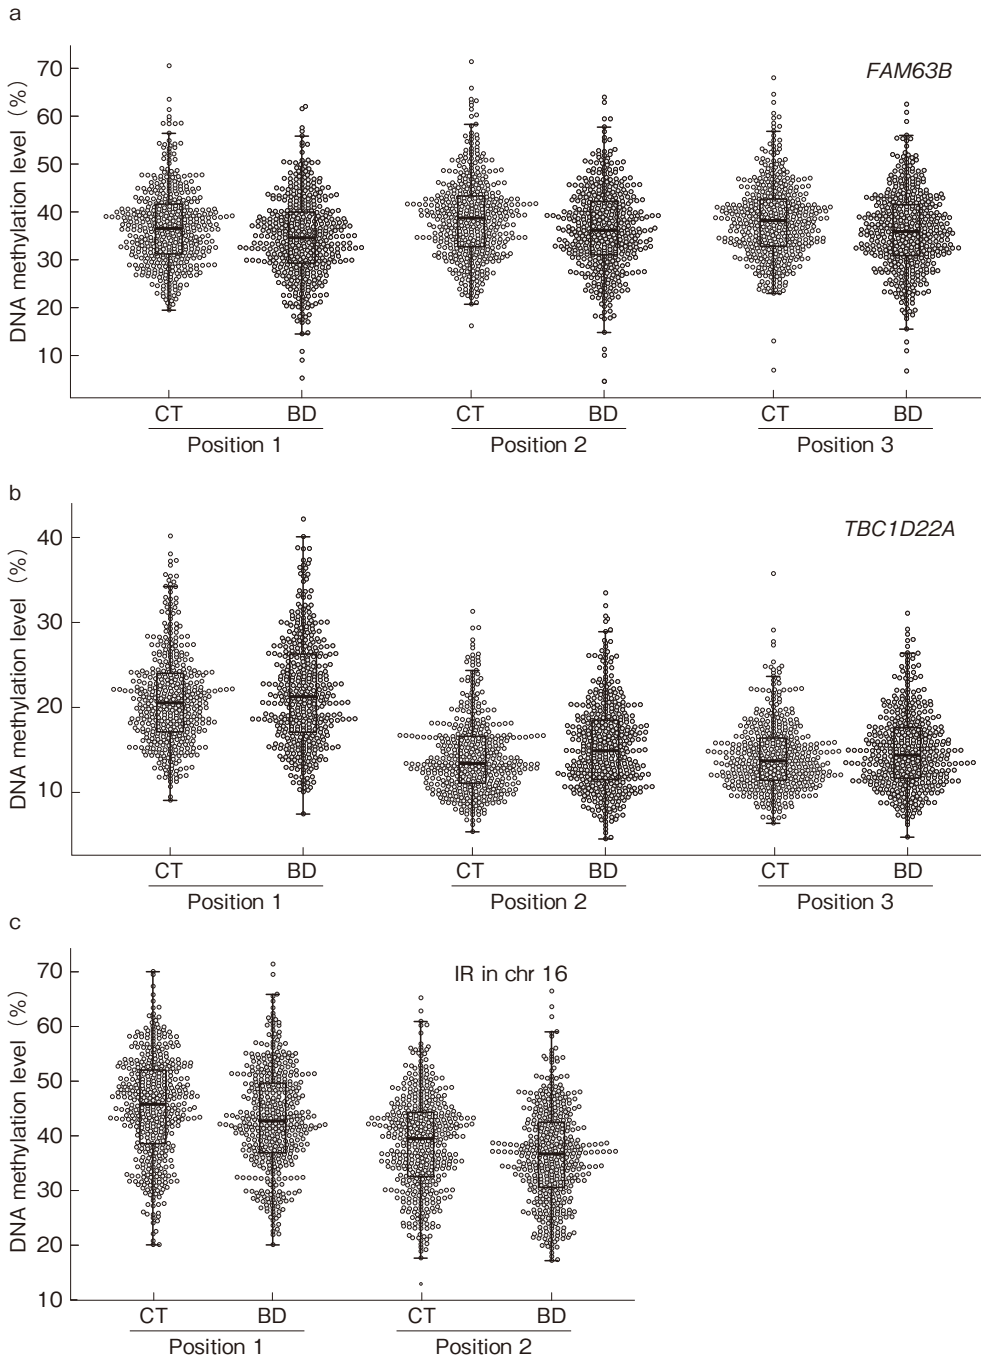 a
FAM63B
DNA methylation level (%)
70
60
50
40
30
20
10
CT
BD
CT
BD
CT
BD
Position 1
Position 2
Position 3
b
TBC1D22A
DNA methylation level (%)
40
30
20
10
CT
BD
CT
BD
CT
BD
Position 1
Position 2
Position 3
c
IR in chr 16
DNA methylation level (%)
70
60
50
40
30
20
10
CT
BD
CT
BD
Position 1
Position 2